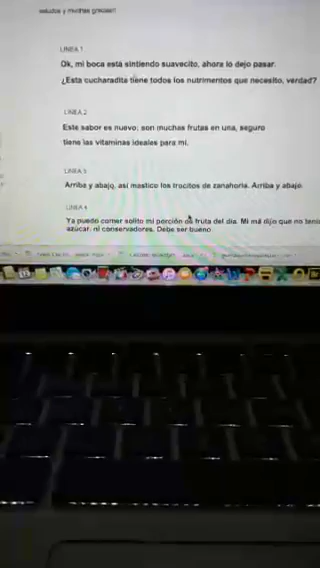 saludos y muchas gracias!!
LINEA 1
Ok, mi boca está sintiendo suavecito, ahora lo dejo pasar.
¿Esta cucharadita tiene todos los nutrimentos que necesito, verdad?
LINEA 2
Este sabor es nuevo; son muchas frutas en una, seguro
tiene las vitaminas ideales para mi.
LINEA 3
Arriba y abajo, así mastico los trocitos de zanahoria. Arriba y abajo
LINEA 4
Ya puedo comer solito mi porción de fruta del día. Mi má dijo que no tenía
azúcar, ni conservadores. Debe ser bueno